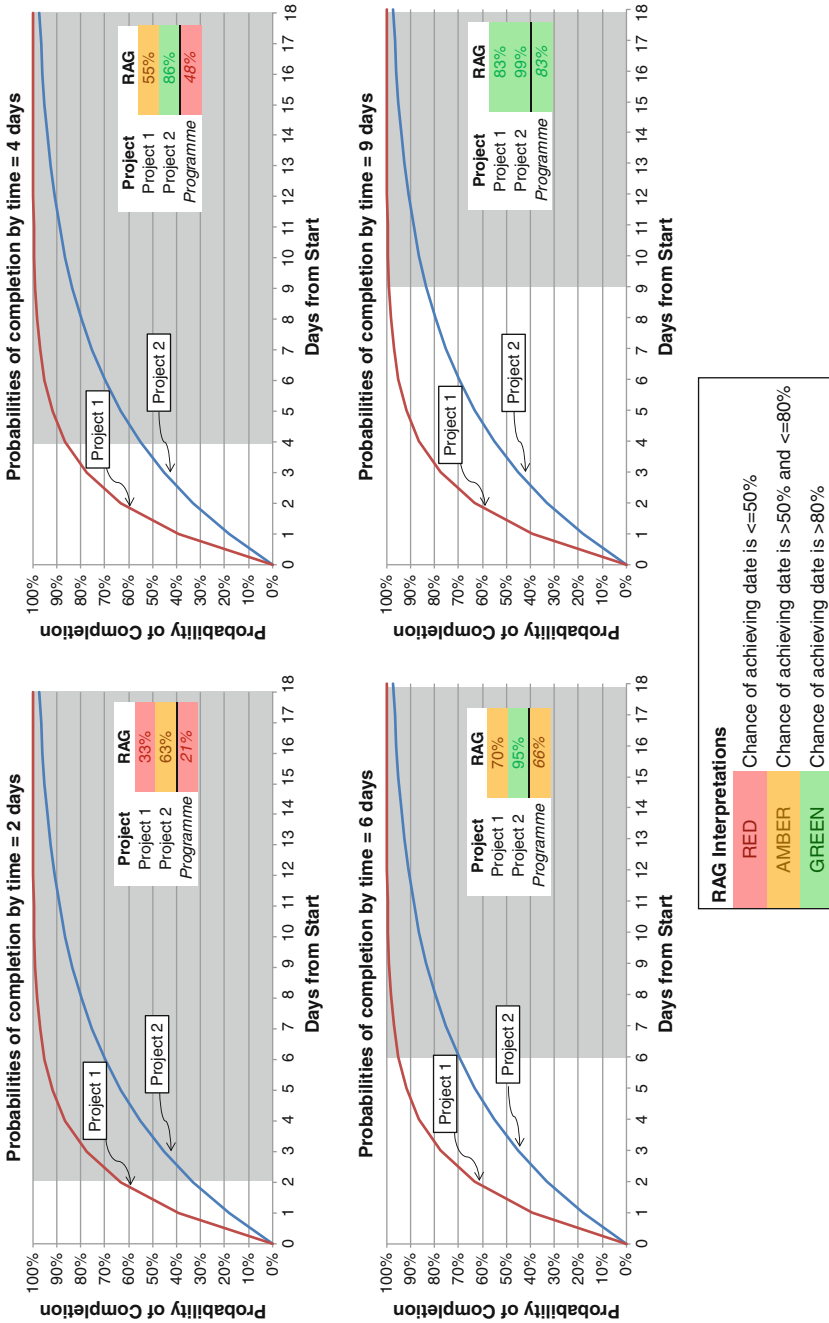 Probabilities of completion by time = 2 days
Probability of Completion
100%
90%
80%
70%
60%
50%
40%
30%
20%
10%
0%
Project 1
Project 2
Project RAG
Project 1 33%
Project 2 63%
Programme 21%
0 1 2 3 4 5 6 7 8 9 10 11 12 13 14 15 16 17 18
Days from Start
Probabilities of completion by time = 4 days
Probability of Completion
100%
90%
80%
70%
60%
50%
40%
30%
20%
10%
0%
Project 1
Project 2
Project RAG
Project 1 55%
Project 2 86%
Programme 48%
0 1 2 3 4 5 6 7 8 9 10 11 12 13 14 15 16 17 18
Days from Start
Probabilities of completion by time = 6 days
Probability of Completion
100%
90%
80%
70%
60%
50%
40%
30%
20%
10%
0%
Project 1
Project 2
Project RAG
Project 1 70%
Project 2 95%
Programme 66%
0 1 2 3 4 5 6 7 8 9 10 11 12 13 14 15 16 17 18
Days from Start
Probabilities of completion by time = 9 days
Probability of Completion
100%
90%
80%
70%
60%
50%
40%
30%
20%
10%
0%
Project 1
Project 2
Project RAG
Project 1 83%
Project 2 99%
Programme 83%
0 1 2 3 4 5 6 7 8 9 10 11 12 13 14 15 16 17 18
Days from Start
RAG Interpretations
RED Chance of achieving date is <=50%
AMBER Chance of achieving date is >50% and <=80%
GREEN Chance of achieving date is >80%